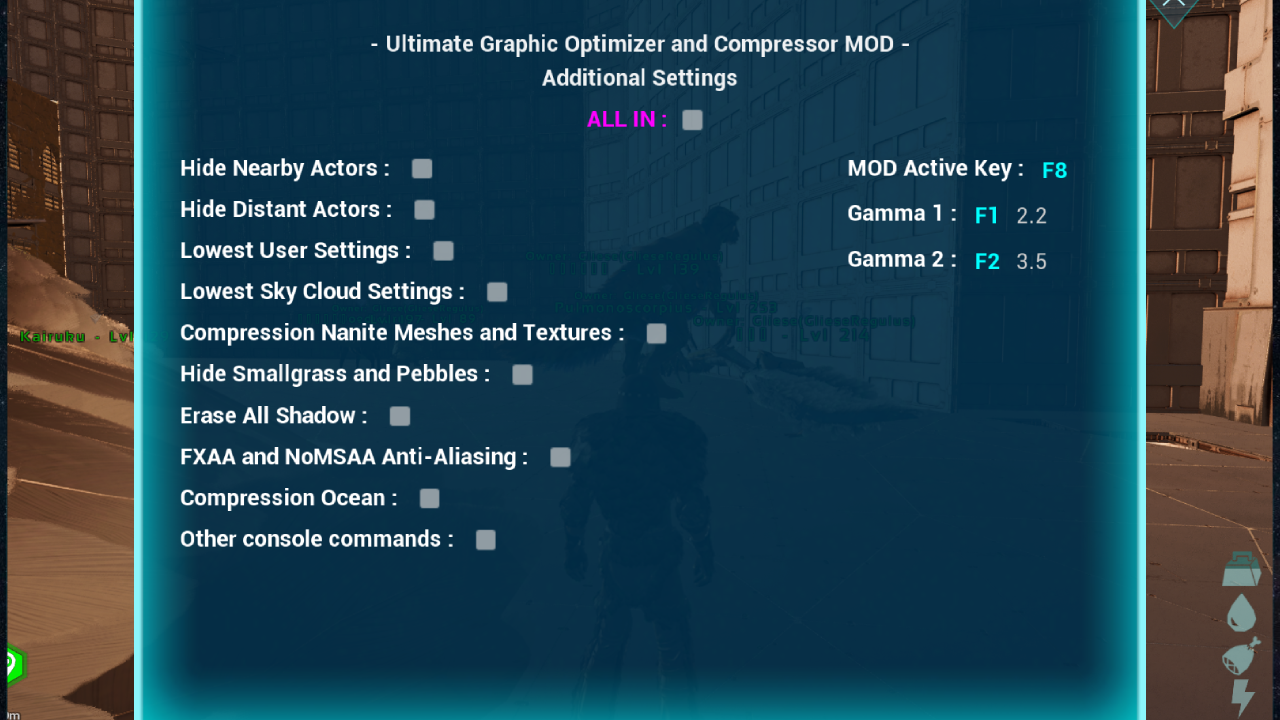 - Ultimate Graphic Optimizer and Compressor MOD -
Additional Settings
ALL IN :
Hide Nearby Actors :
Hide Distant Actors :
Lowest User Settings :
Lowest Sky Cloud Settings :
Compression Nanite Meshes and Textures :
Hide Smallgrass and Pebbles :
Erase All Shadow :
FXAA and NoMSAA Anti-Aliasing :
Compression Ocean :
Other console commands :
MOD Active Key : F8
Gamma 1 : F1 2.2
Gamma 2 : F2 3.5
Kairuku - Lvl
Lvl 139